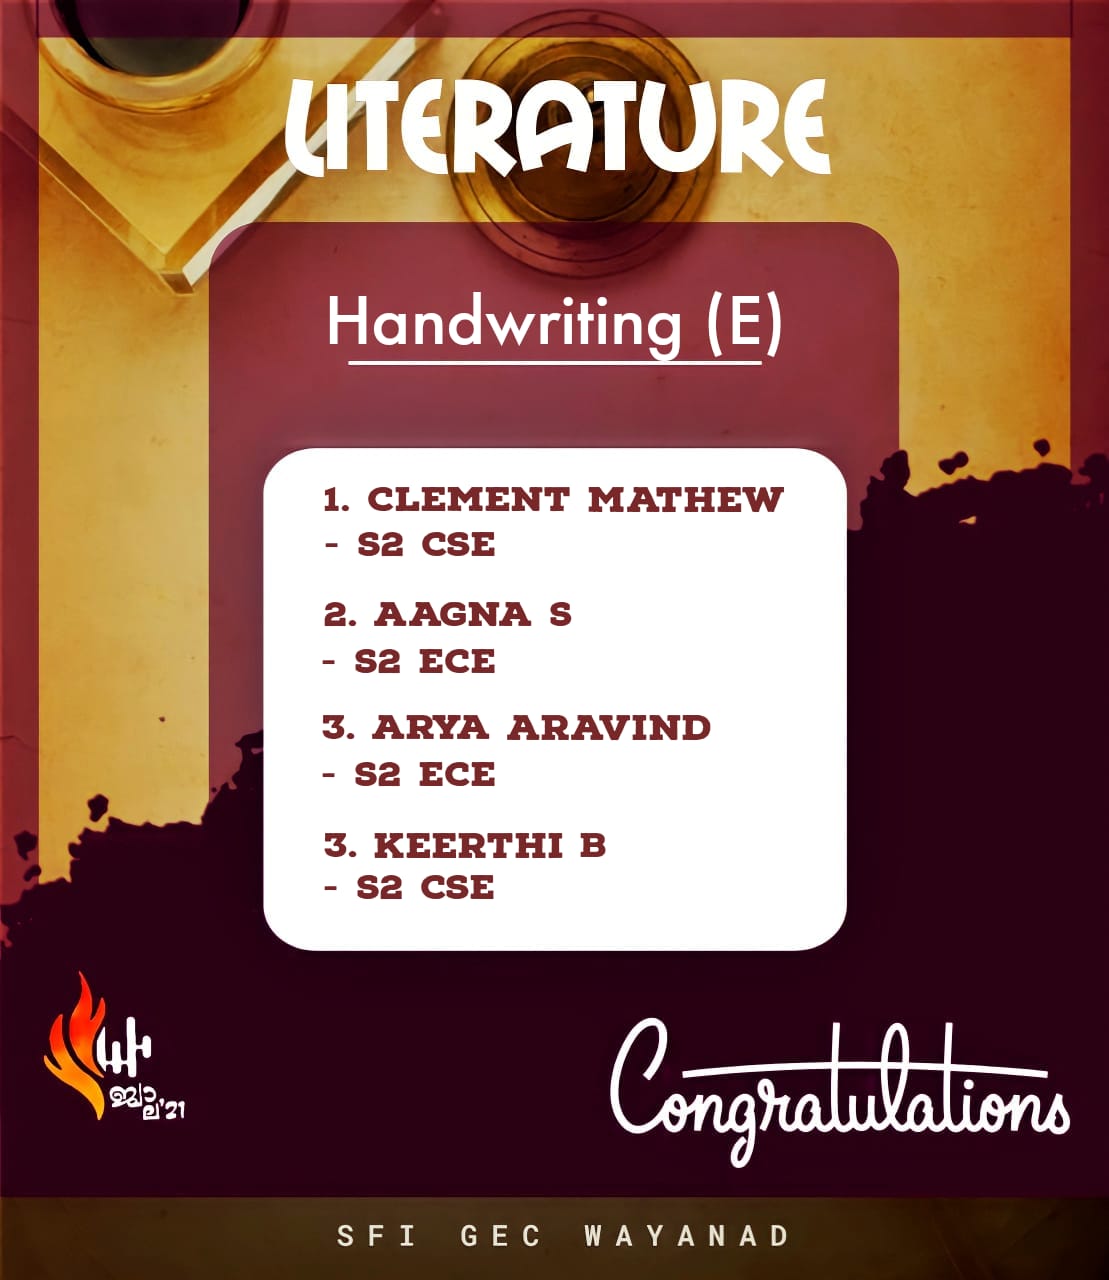 LITERATURE
Handwriting (E)
1. CLEMENT MATHEW
- S2 CSE
2. AAGNA S
- S2 ECE
3. ARYA ARAVIND
- S2 ECE
3. KEERTHI B
- S2 CSE
ജ്വാ
ല'21
Congratulations
SFI GEC WAYANAD